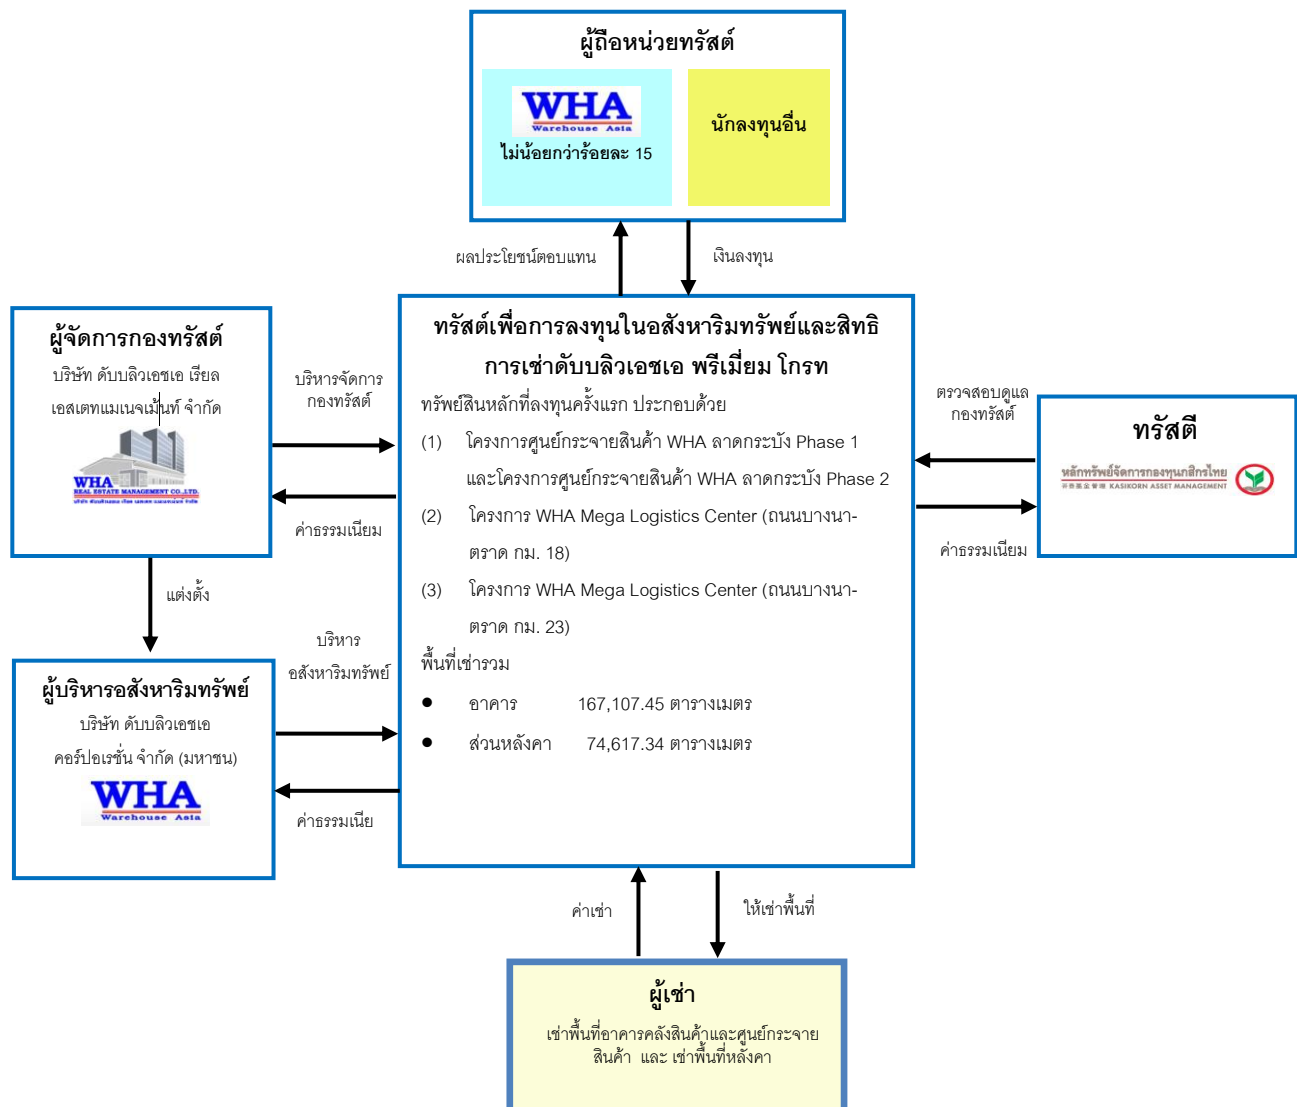 ผู้ถือหน่วยทรัสต์
WHA
Warehouse Asia
ไม่น้อยกว่าร้อยละ 15
นักลงทุนอื่น
ผลประโยชน์ตอบแทน
เงินลงทุน
ผู้จัดการกองทรัสต์
บริษัท ดับบลิวเอชเอ เรียล
เอสเตทแมเนจเม้นท์ จำกัด
WHA
REAL ESTATE MANAGEMENT CO.,LTD.
บริหารจัดการ
กองทรัสต์
ค่าธรรมเนียม
แต่งตั้ง
ทรัสต์เพื่อการลงทุนในอสังหาริมทรัพย์และสิทธิ
การเช่าดับบลิวเอชเอ พรีเมี่ยม โกรท
ทรัพย์สินหลักที่ลงทุนครั้งแรก ประกอบด้วย
(1) โครงการศูนย์กระจายสินค้า WHA ลาดกระบัง Phase 1
และโครงการศูนย์กระจายสินค้า WHA ลาดกระบัง Phase 2
(2) โครงการ WHA Mega Logistics Center (ถนนบางนา-
ตราด กม. 18)
(3) โครงการ WHA Mega Logistics Center (ถนนบางนา-
ตราด กม. 23)
พื้นที่เช่ารวม
● อาคาร 167,107.45 ตารางเมตร
● ส่วนหลังคา 74,617.34 ตารางเมตร
ตรวจสอบดูแล
กองทรัสต์
ค่าธรรมเนียม
ทรัสตี
หลักทรัพย์จัดการกองทุนกสิกรไทย
开泰基金管理 KASIKORN ASSET MANAGEMENT
บริหาร
อสังหาริมทรัพย์
ผู้บริหารอสังหาริมทรัพย์
บริษัท ดับบลิวเอชเอ
คอร์ปอเรชั่น จำกัด (มหาชน)
WHA
Warehouse Asia
ค่าธรรมเนีย
ค่าเช่า
ให้เช่าพื้นที่
ผู้เช่า
เช่าพื้นที่อาคารคลังสินค้าและศูนย์กระจาย
สินค้า และ เช่าพื้นที่หลังคา